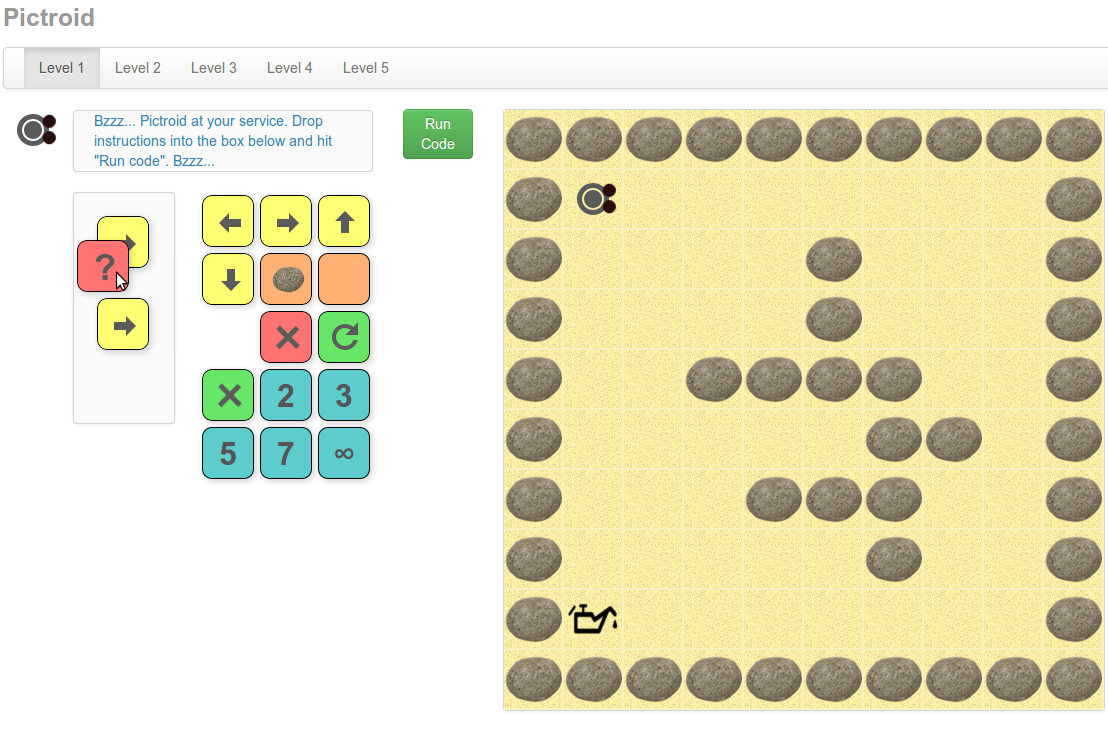 Pictroid
Level 1 Level 2 Level 3 Level 4 Level 5
Bzzz... Pictroid at your service. Drop
instructions into the box below and hit
"Run code". Bzzz...
Run
Code
?
2 3
5 7 ∞